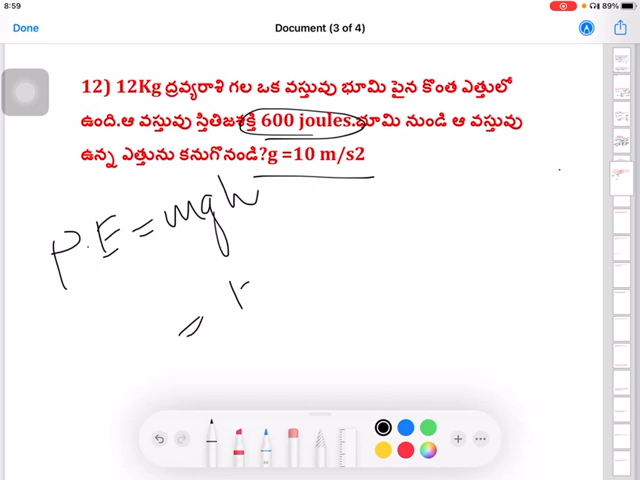 8:59
89%
Done
Document (3 of 4)
12) 12Kg ద్రవ్యరాశి గల ఒక వస్తువు భూమి పైన కొంత ఎత్తులో
ఉంది.ఆ వస్తువు స్తితిజశక్తి 600 joules.భూమి నుండి ఆ వస్తువు
ఉన్న ఎత్తును కనుగొనండి?g =10 m/s2
P.E = mgh
=